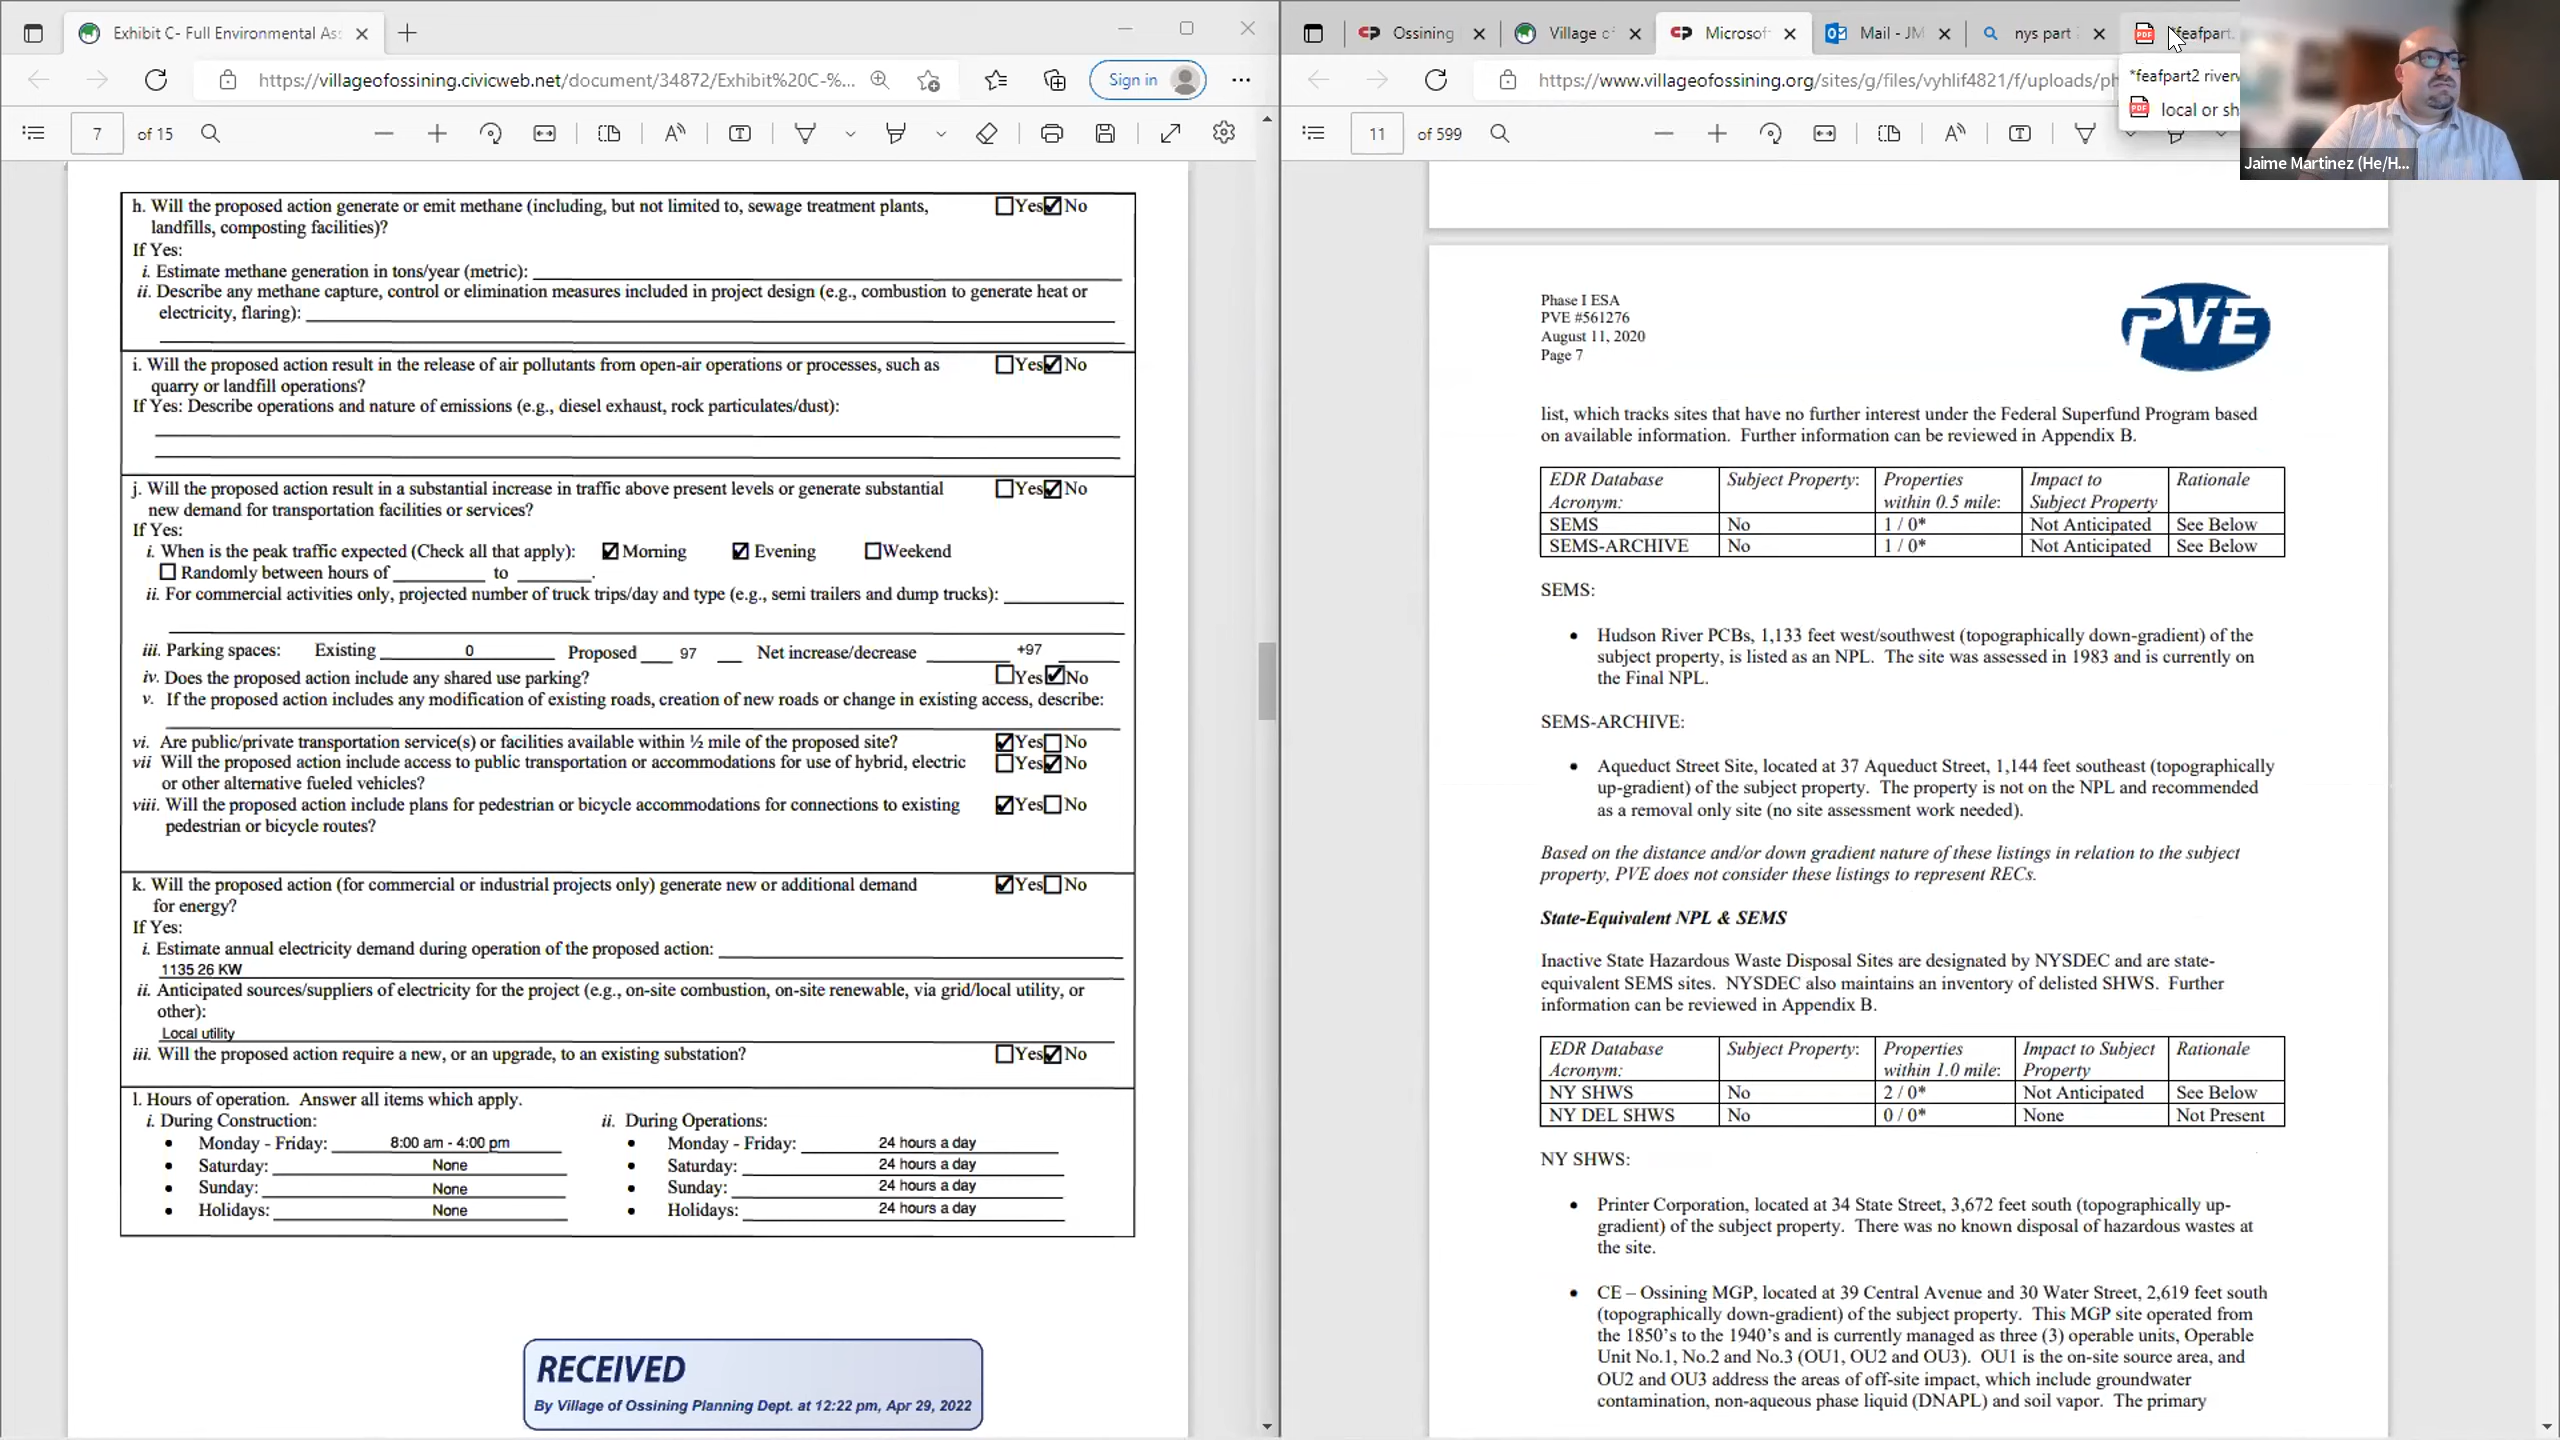 Exhibit C- Full Environmental As
https://villageofossining.civicweb.net/document/34872/Exhibit%20C-%...
Sign in
7 of 15
h. Will the proposed action generate or emit methane (including, but not limited to, sewage treatment plants, Yes No
landfills, composting facilities)?
If Yes:
i. Estimate methane generation in tons/year (metric):
ii. Describe any methane capture, control or elimination measures included in project design (e.g., combustion to generate heat or
electricity, flaring):
i. Will the proposed action result in the release of air pollutants from open-air operations or processes, such as Yes No
quarry or landfill operations?
If Yes: Describe operations and nature of emissions (e.g., diesel exhaust, rock particulates/dust):
j. Will the proposed action result in a substantial increase in traffic above present levels or generate substantial Yes No
new demand for transportation facilities or services?
If Yes:
i. When is the peak traffic expected (Check all that apply): Morning Evening Weekend
Randomly between hours of to .
ii. For commercial activities only, projected number of truck trips/day and type (e.g., semi trailers and dump trucks):
iii. Parking spaces: Existing 0 Proposed 97 Net increase/decrease +97
iv. Does the proposed action include any shared use parking? Yes No
v. If the proposed action includes any modification of existing roads, creation of new roads or change in existing access, describe:
vi. Are public/private transportation service(s) or facilities available within ½ mile of the proposed site? Yes No
vii Will the proposed action include access to public transportation or accommodations for use of hybrid, electric Yes No
or other alternative fueled vehicles?
viii. Will the proposed action include plans for pedestrian or bicycle accommodations for connections to existing Yes No
pedestrian or bicycle routes?
k. Will the proposed action (for commercial or industrial projects only) generate new or additional demand Yes No
for energy?
If Yes:
i. Estimate annual electricity demand during operation of the proposed action:
1135 26 KW
ii. Anticipated sources/suppliers of electricity for the project (e.g., on-site combustion, on-site renewable, via grid/local utility, or
other):
Local utility
iii. Will the proposed action require a new, or an upgrade, to an existing substation? Yes No
l. Hours of operation. Answer all items which apply.
i. During Construction: ii. During Operations:
• Monday - Friday: 8:00 am - 4:00 pm • Monday - Friday: 24 hours a day
• Saturday: None • Saturday: 24 hours a day
• Sunday: None • Sunday: 24 hours a day
• Holidays: None • Holidays: 24 hours a day
RECEIVED
By Village of Ossining Planning Dept. at 12:22 pm, Apr 29, 2022
Ossining Village of Microsof Mail - JM nys part *feafpart
https://www.villageofossining.org/sites/g/files/vyhlif4821/f/uploads/ph
*feafpart2 riverv
local or sh
Jaime Martinez (He/H...
11 of 599
Phase I ESA
PVE #561276
August 11, 2020
Page 7
PVE
list, which tracks sites that have no further interest under the Federal Superfund Program based
on available information. Further information can be reviewed in Appendix B.
EDR Database Subject Property: Properties Impact to Rationale
Acronym: within 0.5 mile: Subject Property
SEMS No 1 / 0* Not Anticipated See Below
SEMS-ARCHIVE No 1 / 0* Not Anticipated See Below
SEMS:
• Hudson River PCBs, 1,133 feet west/southwest (topographically down-gradient) of the
subject property, is listed as an NPL. The site was assessed in 1983 and is currently on
the Final NPL.
SEMS-ARCHIVE:
• Aqueduct Street Site, located at 37 Aqueduct Street, 1,144 feet southeast (topographically
up-gradient) of the subject property. The property is not on the NPL and recommended
as a removal only site (no site assessment work needed).
Based on the distance and/or down gradient nature of these listings in relation to the subject
property, PVE does not consider these listings to represent RECs.
State-Equivalent NPL & SEMS
Inactive State Hazardous Waste Disposal Sites are designated by NYSDEC and are state-
equivalent SEMS sites. NYSDEC also maintains an inventory of delisted SHWS. Further
information can be reviewed in Appendix B.
EDR Database Subject Property: Properties Impact to Subject Rationale
Acronym: within 1.0 mile: Property
NY SHWS No 2 / 0* Not Anticipated See Below
NY DEL SHWS No 0 / 0* None Not Present
NY SHWS:
• Printer Corporation, located at 34 State Street, 3,672 feet south (topographically up-
gradient) of the subject property. There was no known disposal of hazardous wastes at
the site.
• CE – Ossining MGP, located at 39 Central Avenue and 30 Water Street, 2,619 feet south
(topographically down-gradient) of the subject property. This MGP site operated from
the 1850's to the 1940's and is currently managed as three (3) operable units, Operable
Unit No.1, No.2 and No.3 (OU1, OU2 and OU3). OU1 is the on-site source area, and
OU2 and OU3 address the areas of off-site impact, which include groundwater
contamination, non-aqueous phase liquid (DNAPL) and soil vapor. The primary